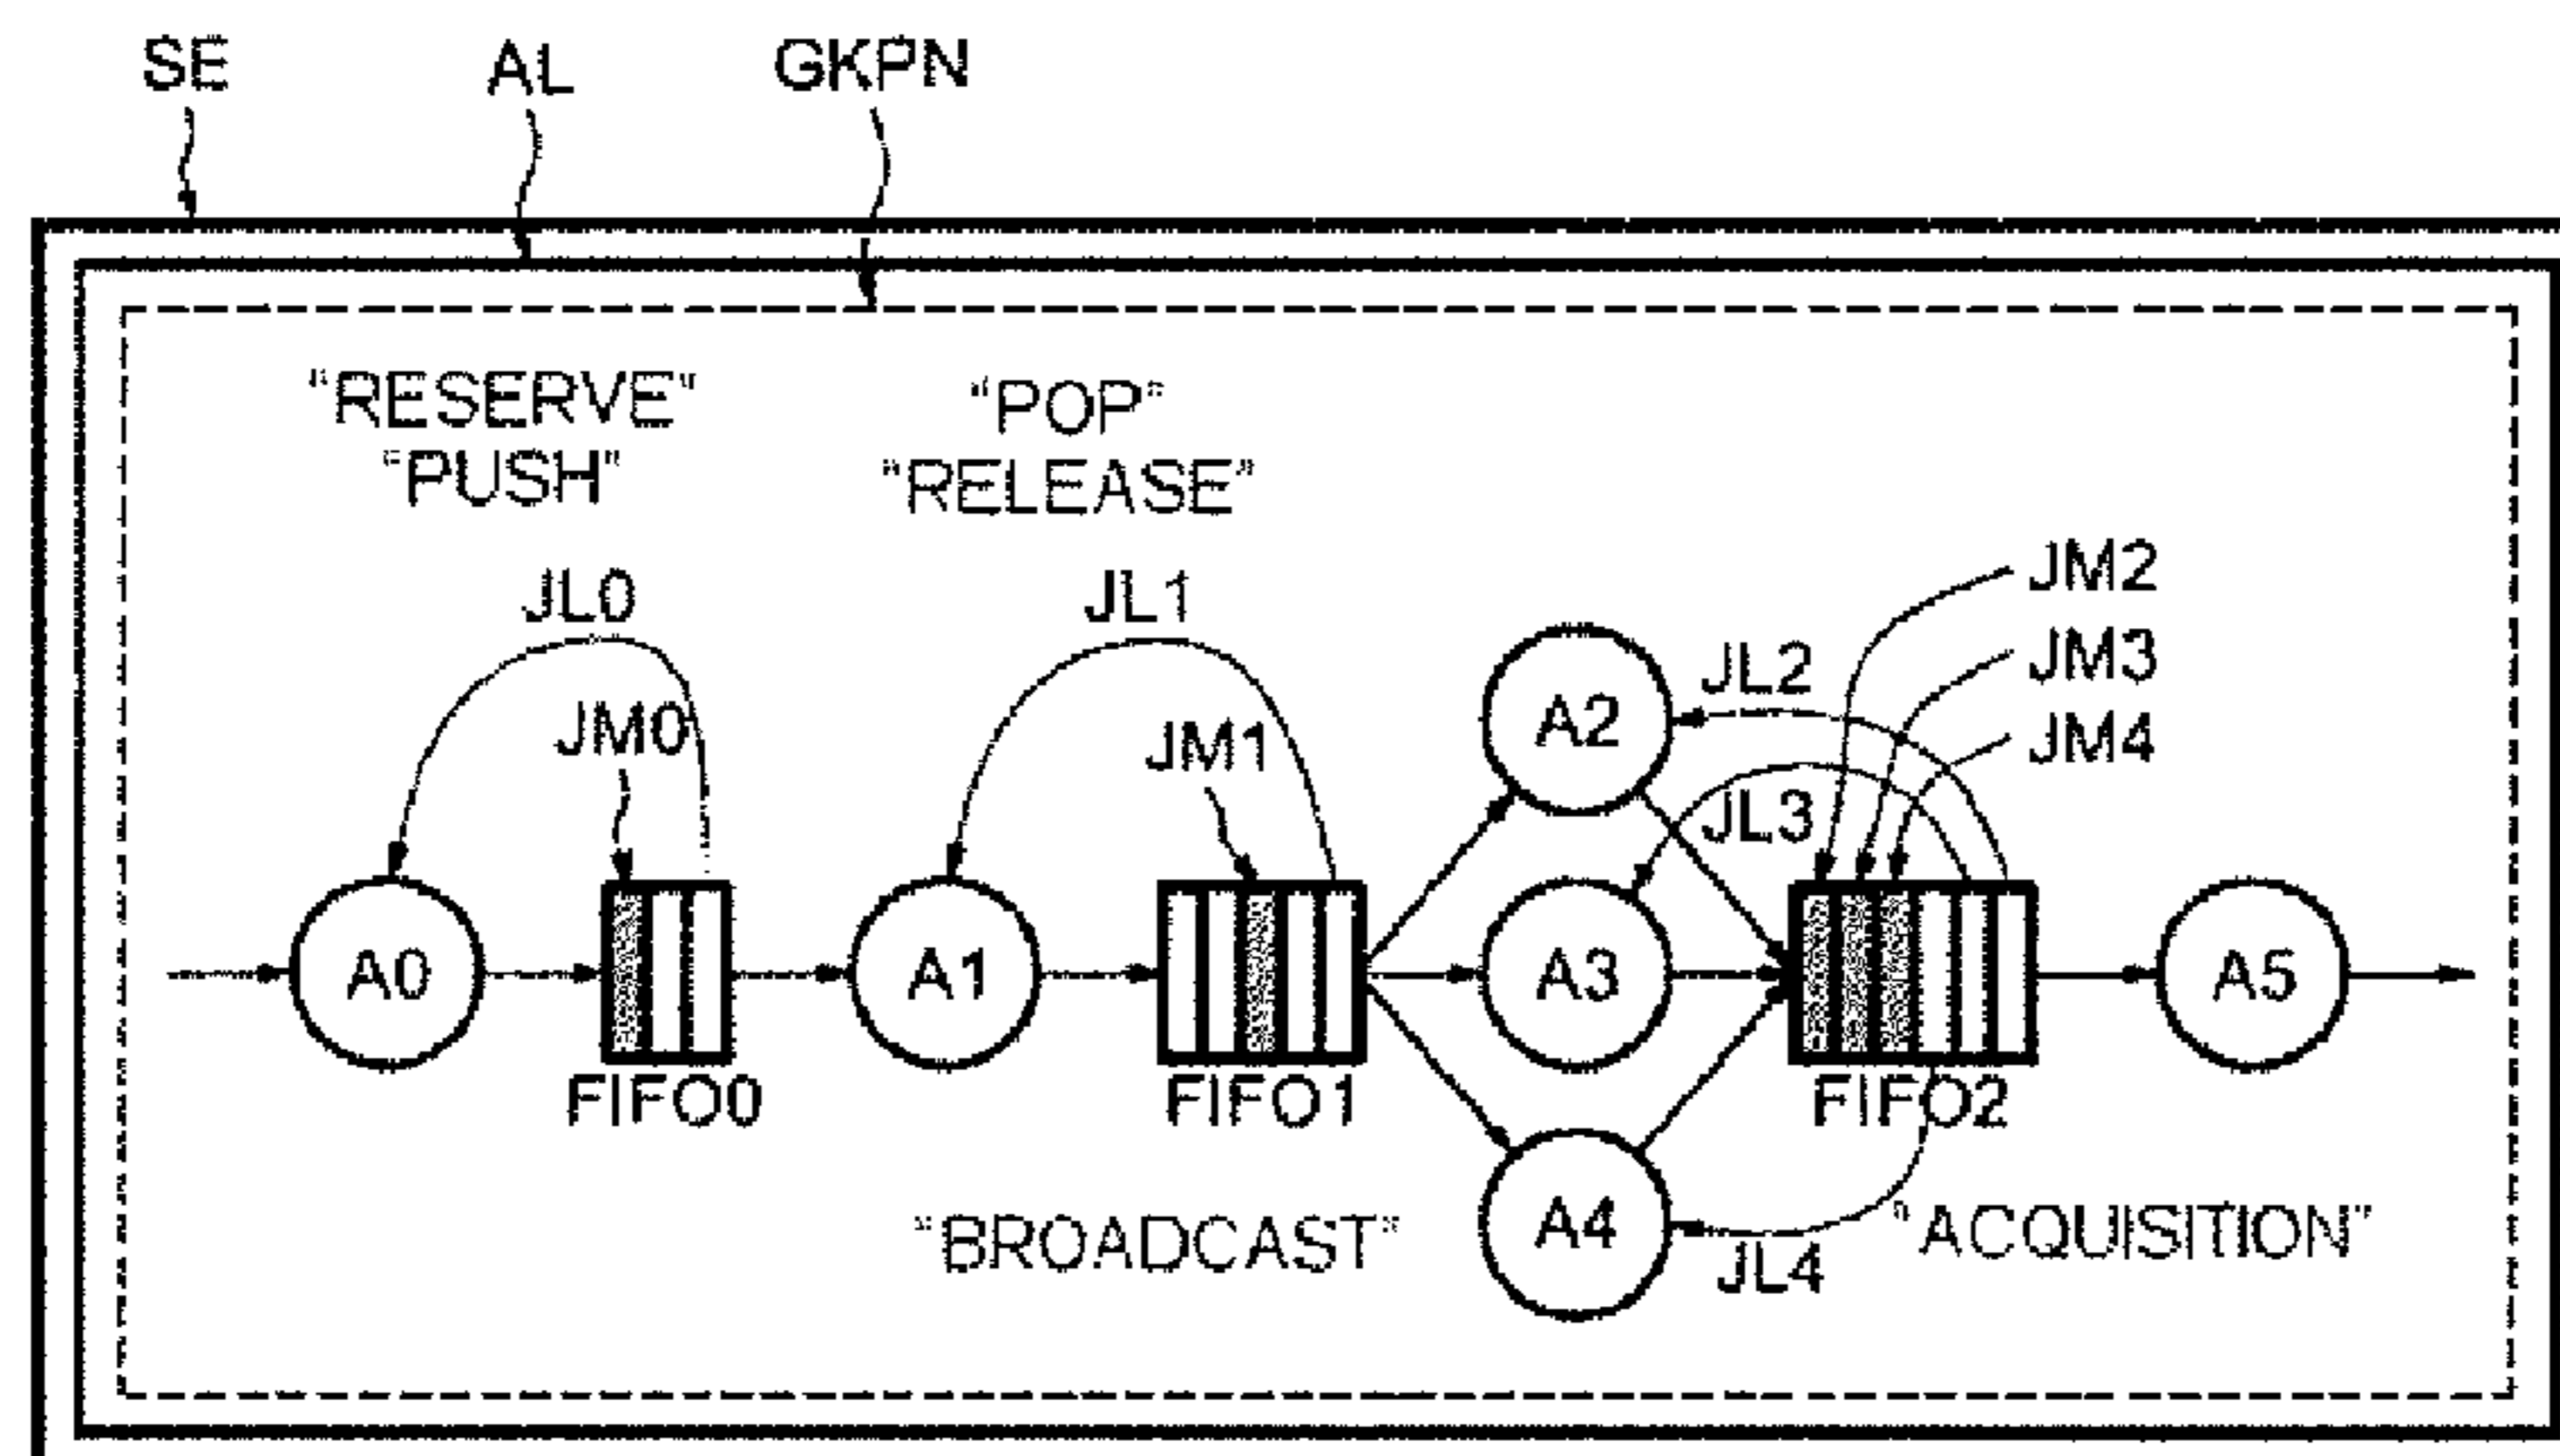 SE AL GKPN
"RESERVE" "POP"
"PUSH" "RELEASE"
JL0 JL1 JM2
JL2 JM3
JM0 JM1 A2 JM4
JL3
A0 A1 A3 A5
FIFO0 FIFO1 FIFO2
"BROADCAST" A4 "ACQUISITION"
JL4